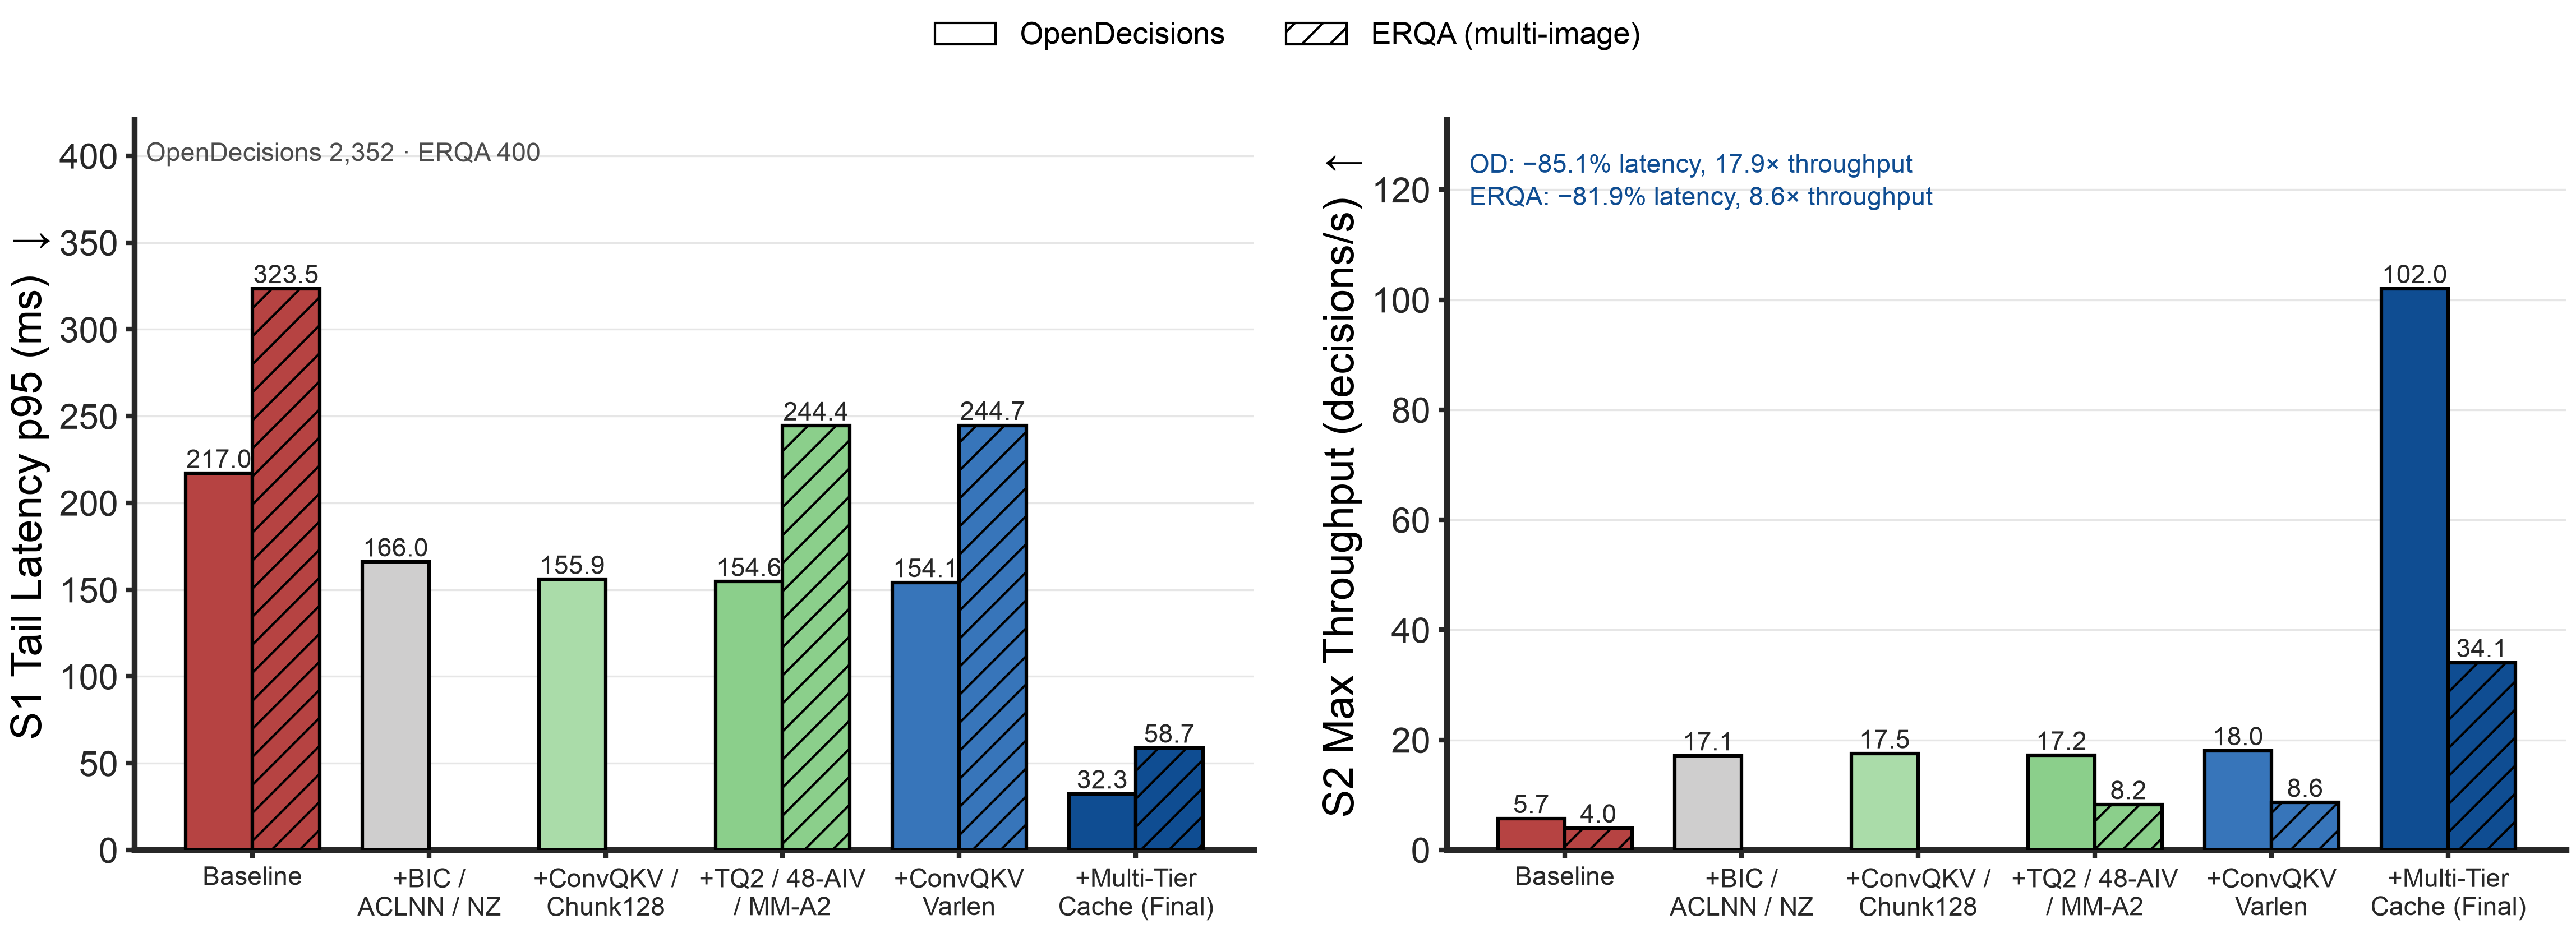 OpenDecisions
ERQA (multi-image)
S1 Tail Latency p95 (ms) →
400
350
300
250
200
150
100
50
0
OpenDecisions 2,352 · ERQA 400
217.0
323.5
166.0
155.9
154.6
244.4
154.1
244.7
32.3
58.7
Baseline
+BIC /
ACLNN / NZ
+ConvQKV /
Chunk128
+TQ2 / 48-AIV
/ MM-A2
+ConvQKV
Varlen
+Multi-Tier
Cache (Final)
S2 Max Throughput (decisions/s) ←
120
100
80
60
40
20
0
OD: −85.1% latency, 17.9× throughput
ERQA: −81.9% latency, 8.6× throughput
5.7
4.0
17.1
17.5
17.2
8.2
18.0
8.6
102.0
34.1
Baseline
+BIC /
ACLNN / NZ
+ConvQKV /
Chunk128
+TQ2 / 48-AIV
/ MM-A2
+ConvQKV
Varlen
+Multi-Tier
Cache (Final)